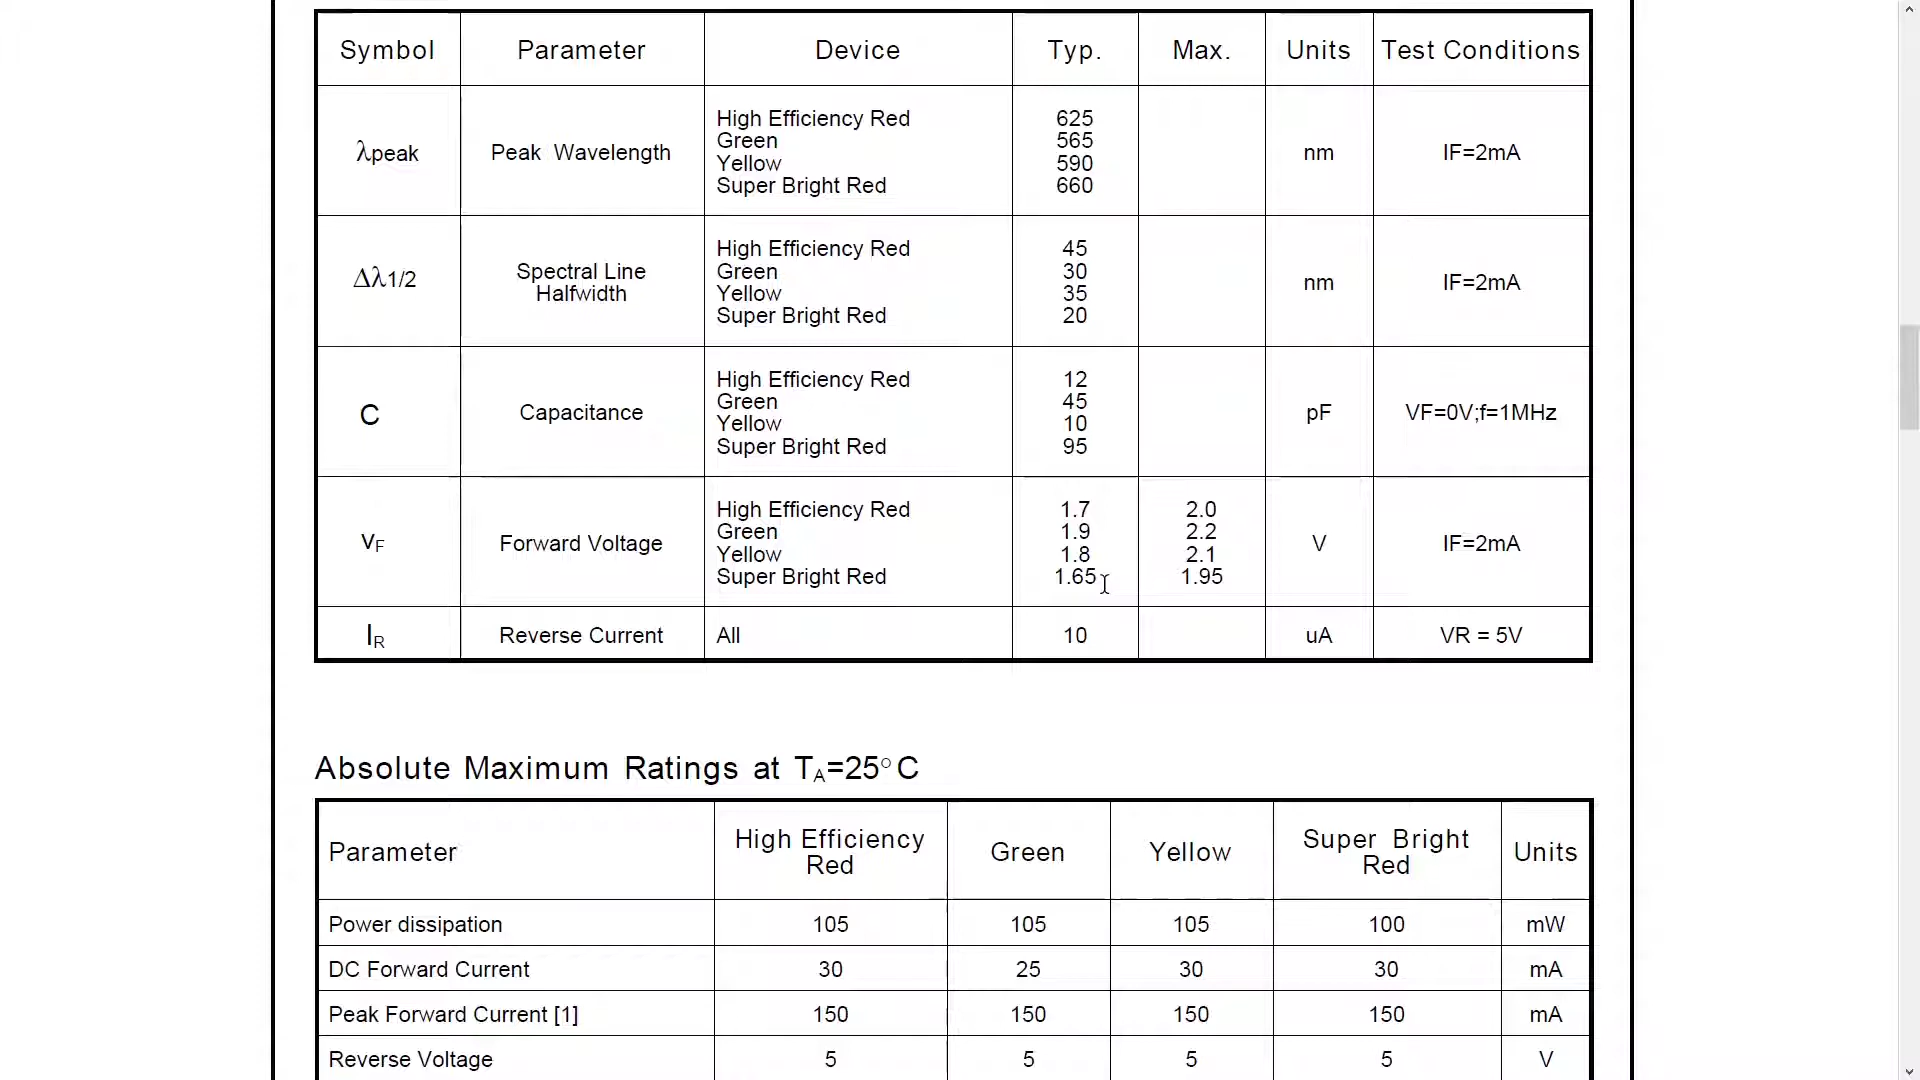 Symbol Parameter Device Typ. Max. Units Test Conditions
λpeak Peak Wavelength High Efficiency Red 625 nm IF=2mA
Green 565
Yellow 590
Super Bright Red 660
Δλ1/2 Spectral Line Halfwidth High Efficiency Red 45 nm IF=2mA
Green 30
Yellow 35
Super Bright Red 20
C Capacitance High Efficiency Red 12 pF VF=0V;f=1MHz
Green 45
Yellow 10
Super Bright Red 95
VF Forward Voltage High Efficiency Red 1.7 2.0 V IF=2mA
Green 1.9 2.2
Yellow 1.8 2.1
Super Bright Red 1.65 1.95
IR Reverse Current All 10 uA VR = 5V
Absolute Maximum Ratings at TA=25°C
Parameter High Efficiency Red Green Yellow Super Bright Red Units
Power dissipation 105 105 105 100 mW
DC Forward Current 30 25 30 30 mA
Peak Forward Current [1] 150 150 150 150 mA
Reverse Voltage 5 5 5 5 V